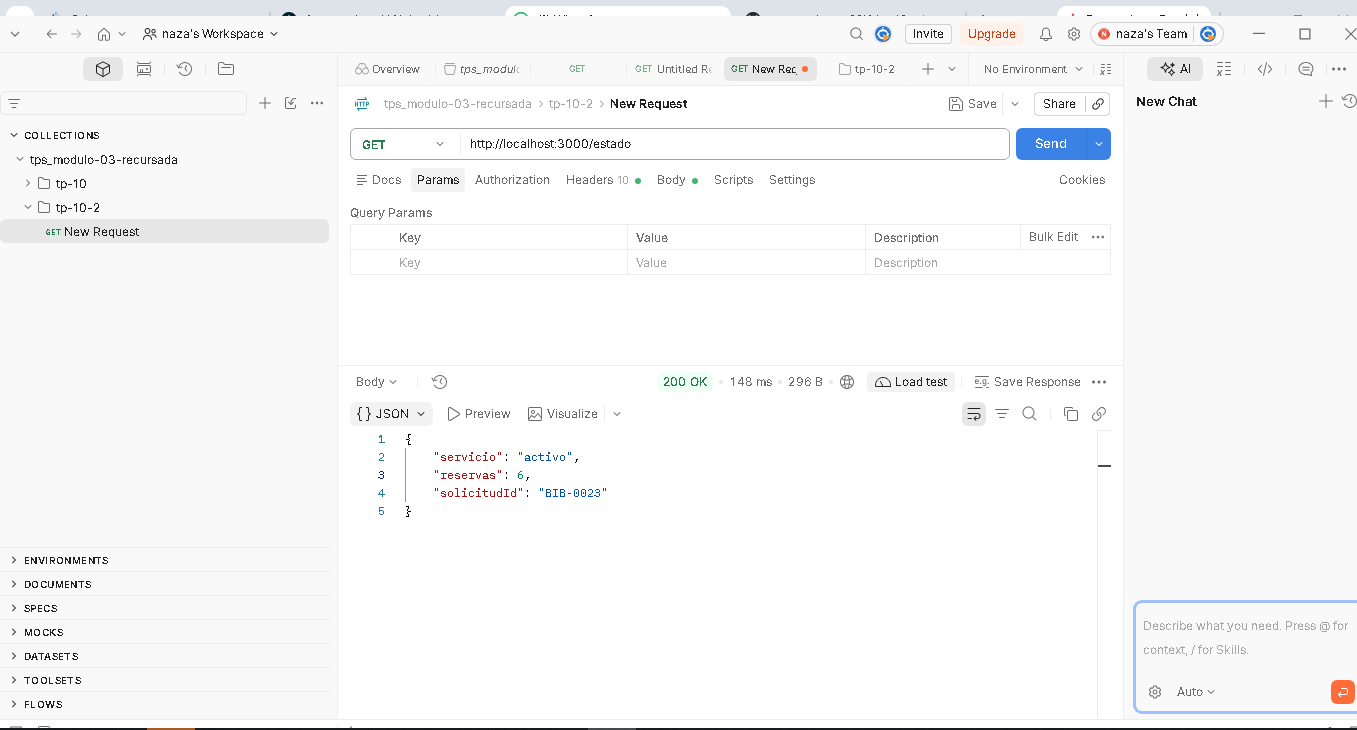 naza's Workspace
Invite
Upgrade
N
naza's Team
Overview
tps_modulo
GET
GET Untitled Re
GET New Rec
tp-10-2
No Environment
AI
HTTP
tps_modulo-03-recursada > tp-10-2 > New Request
Save
Share
New Chat
COLLECTIONS
tps_modulo-03-recursada
tp-10
tp-10-2
GET New Request
GET
http://localhost:3000/estado
Send
Docs
Params
Authorization
Headers 10
Body
Scripts
Settings
Cookies
Query Params
Key
Value
Description
Bulk Edit
Key
Value
Description
Body
200 OK
148 ms
296 B
Load test
e.g. Save Response
{} JSON
Preview
Visualize
1 {
2 "servicio": "activo",
3 "reservas": 6,
4 "solicitudId": "BIB-0023"
5 }
ENVIRONMENTS
DOCUMENTS
SPECS
MOCKS
DATASETS
TOOLSETS
FLOWS
Describe what you need. Press @ for
context, / for Skills.
Auto